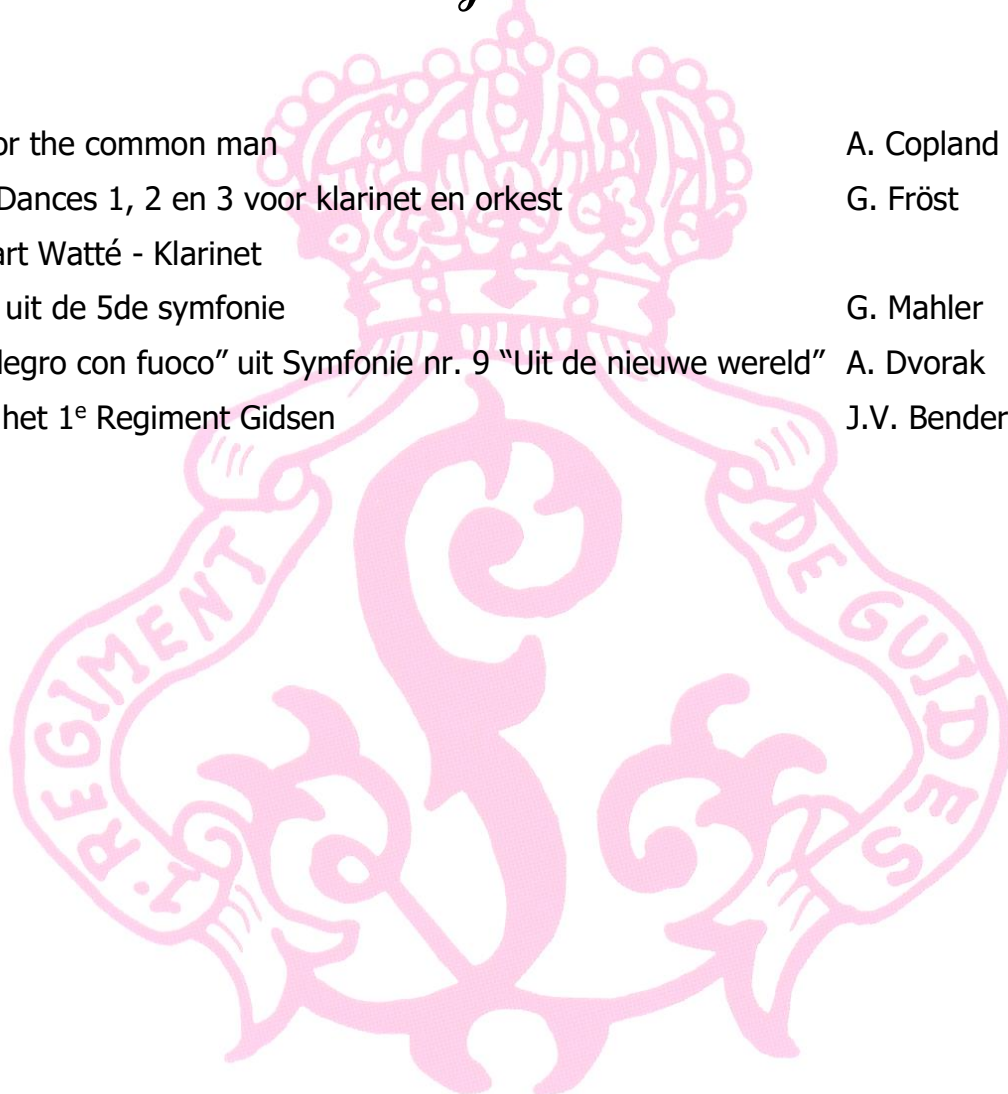 or the common man A. Copland
Dances 1, 2 en 3 voor klarinet en orkest G. Fröst
art Watté - Klarinet
uit de 5de symfonie G. Mahler
legro con fuoco” uit Symfonie nr. 9 “Uit de nieuwe wereld” A. Dvorak
het 1e Regiment Gidsen J.V. Bender
1·REGIMENT DE GUIDES